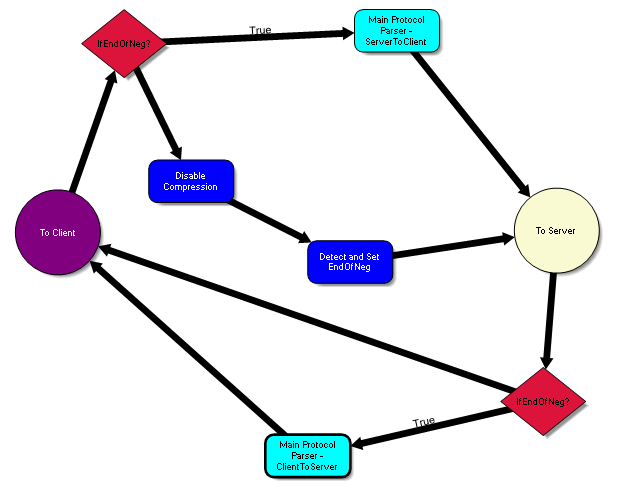 IfEndOfNeg?
True
Main Protocol
Parser -
ServerToClient
Disable
Compression
To Client
Detect and Set
EndOfNeg
To Server
IfEndOfNeg?
True
Main Protocol
Parser -
ClientToServer